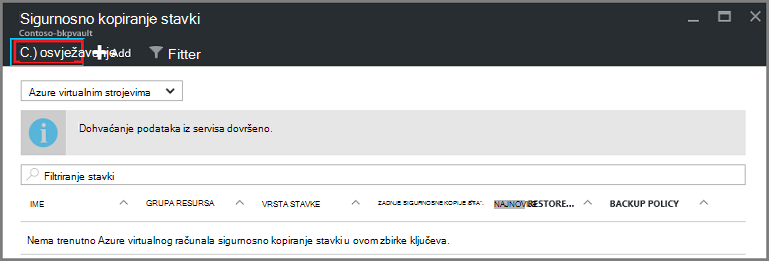 Sigurnosno kopiranje stavki
Contoso-bkpvault
C.) osvježavanje Add Fitter
Azure virtualnim strojevima
Dohvaćanje podataka iz servisa dovršeno.
Filtriranje stavki
IME GRUPA RESURSA VRSTA STAVKE ZADNJE SIGURNOSNE KOPIJE STAT. NAJNOVIJE RESTORE... BACKUP POLICY
Nema trenutno Azure virtualnog računala sigurnosno kopiranje stavki u ovom zbirke ključeva.